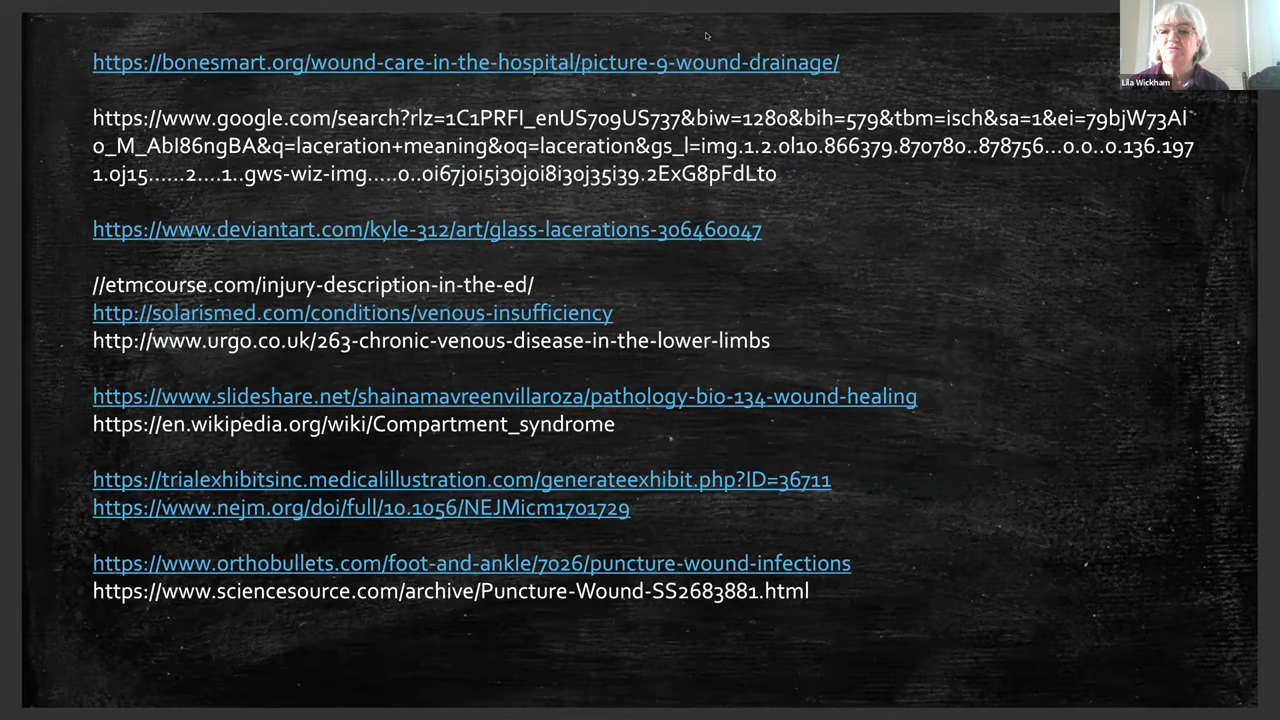 https://bonesmart.org/wound-care-in-the-hospital/picture-9-wound-drainage/
https://www.google.com/search?rlz=1C1PRFI_enUS709US737&biw=1280&bih=579&tbm=isch&sa=1&ei=79bjW73AI
0_M_AbI86ngBA&q=laceration+meaning&oq=laceration&gs_l=img.1.2.0l10.866379.870780..878756...0.0..0.136.197
1.0j15......2....1..gws-wiz-img.....0..0i67j0i5i30j0i8i30j35i39.2ExG8pFdLto
https://www.deviantart.com/kyle-312/art/glass-lacerations-306460047
//etmcourse.com/injury-description-in-the-ed/
http://solarismed.com/conditions/venous-insufficiency
http://www.urgo.co.uk/263-chronic-venous-disease-in-the-lower-limbs
https://www.slideshare.net/shainamavreenvillaroza/pathology-bio-134-wound-healing
https://en.wikipedia.org/wiki/Compartment_syndrome
https://trialexhibitsinc.medicalillustration.com/generateexhibit.php?ID=36711
https://www.nejm.org/doi/full/10.1056/NEJMicm1701729
https://www.orthobullets.com/foot-and-ankle/7026/puncture-wound-infections
https://www.sciencesource.com/archive/Puncture-Wound-SS2683881.html
Lila Wickham